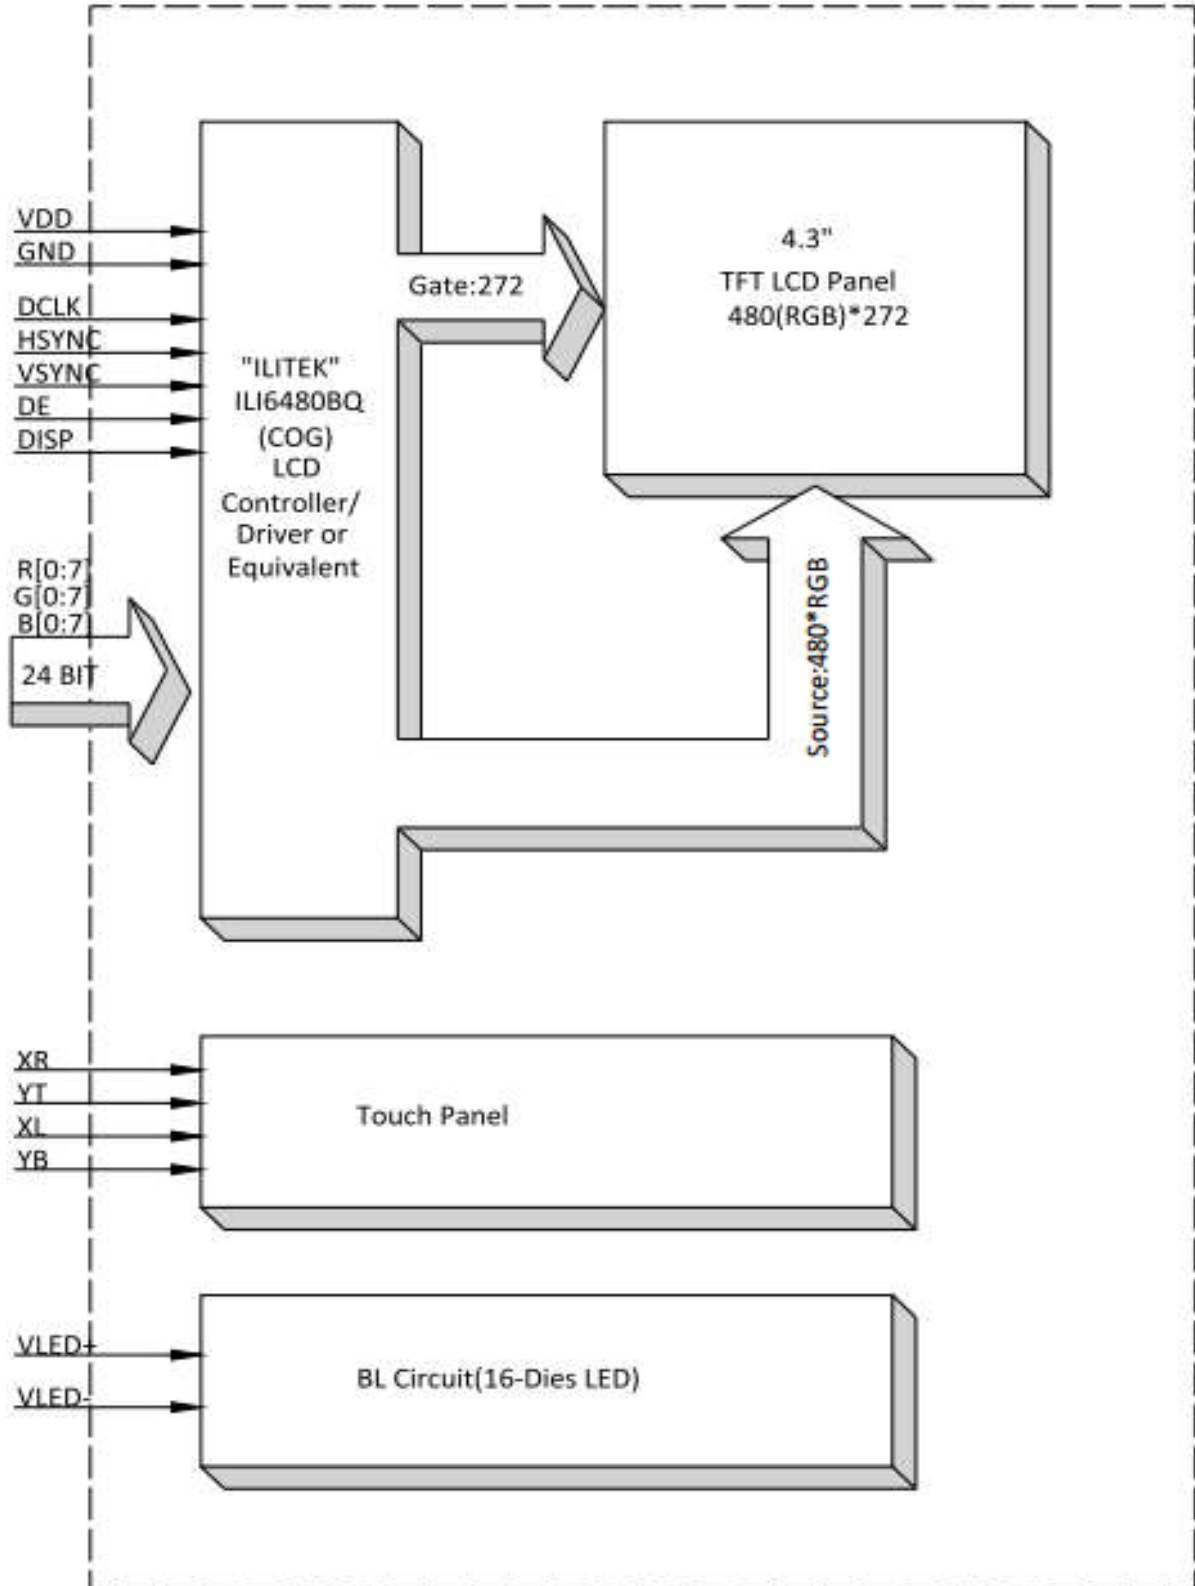 VDD
GND
DCLK
HSYNC
VSYNC
DE
DISP
R[0:7]
G[0:7]
B[0:7]
24 BIT
"ILITEK"
ILI6480BQ
(COG)
LCD
Controller/
Driver or
Equivalent
Gate:272
4.3"
TFT LCD Panel
480(RGB)*272
Source:480*RGB
XR
YT
XL
YB
Touch Panel
VLED+
VLED-
BL Circuit(16-Dies LED)